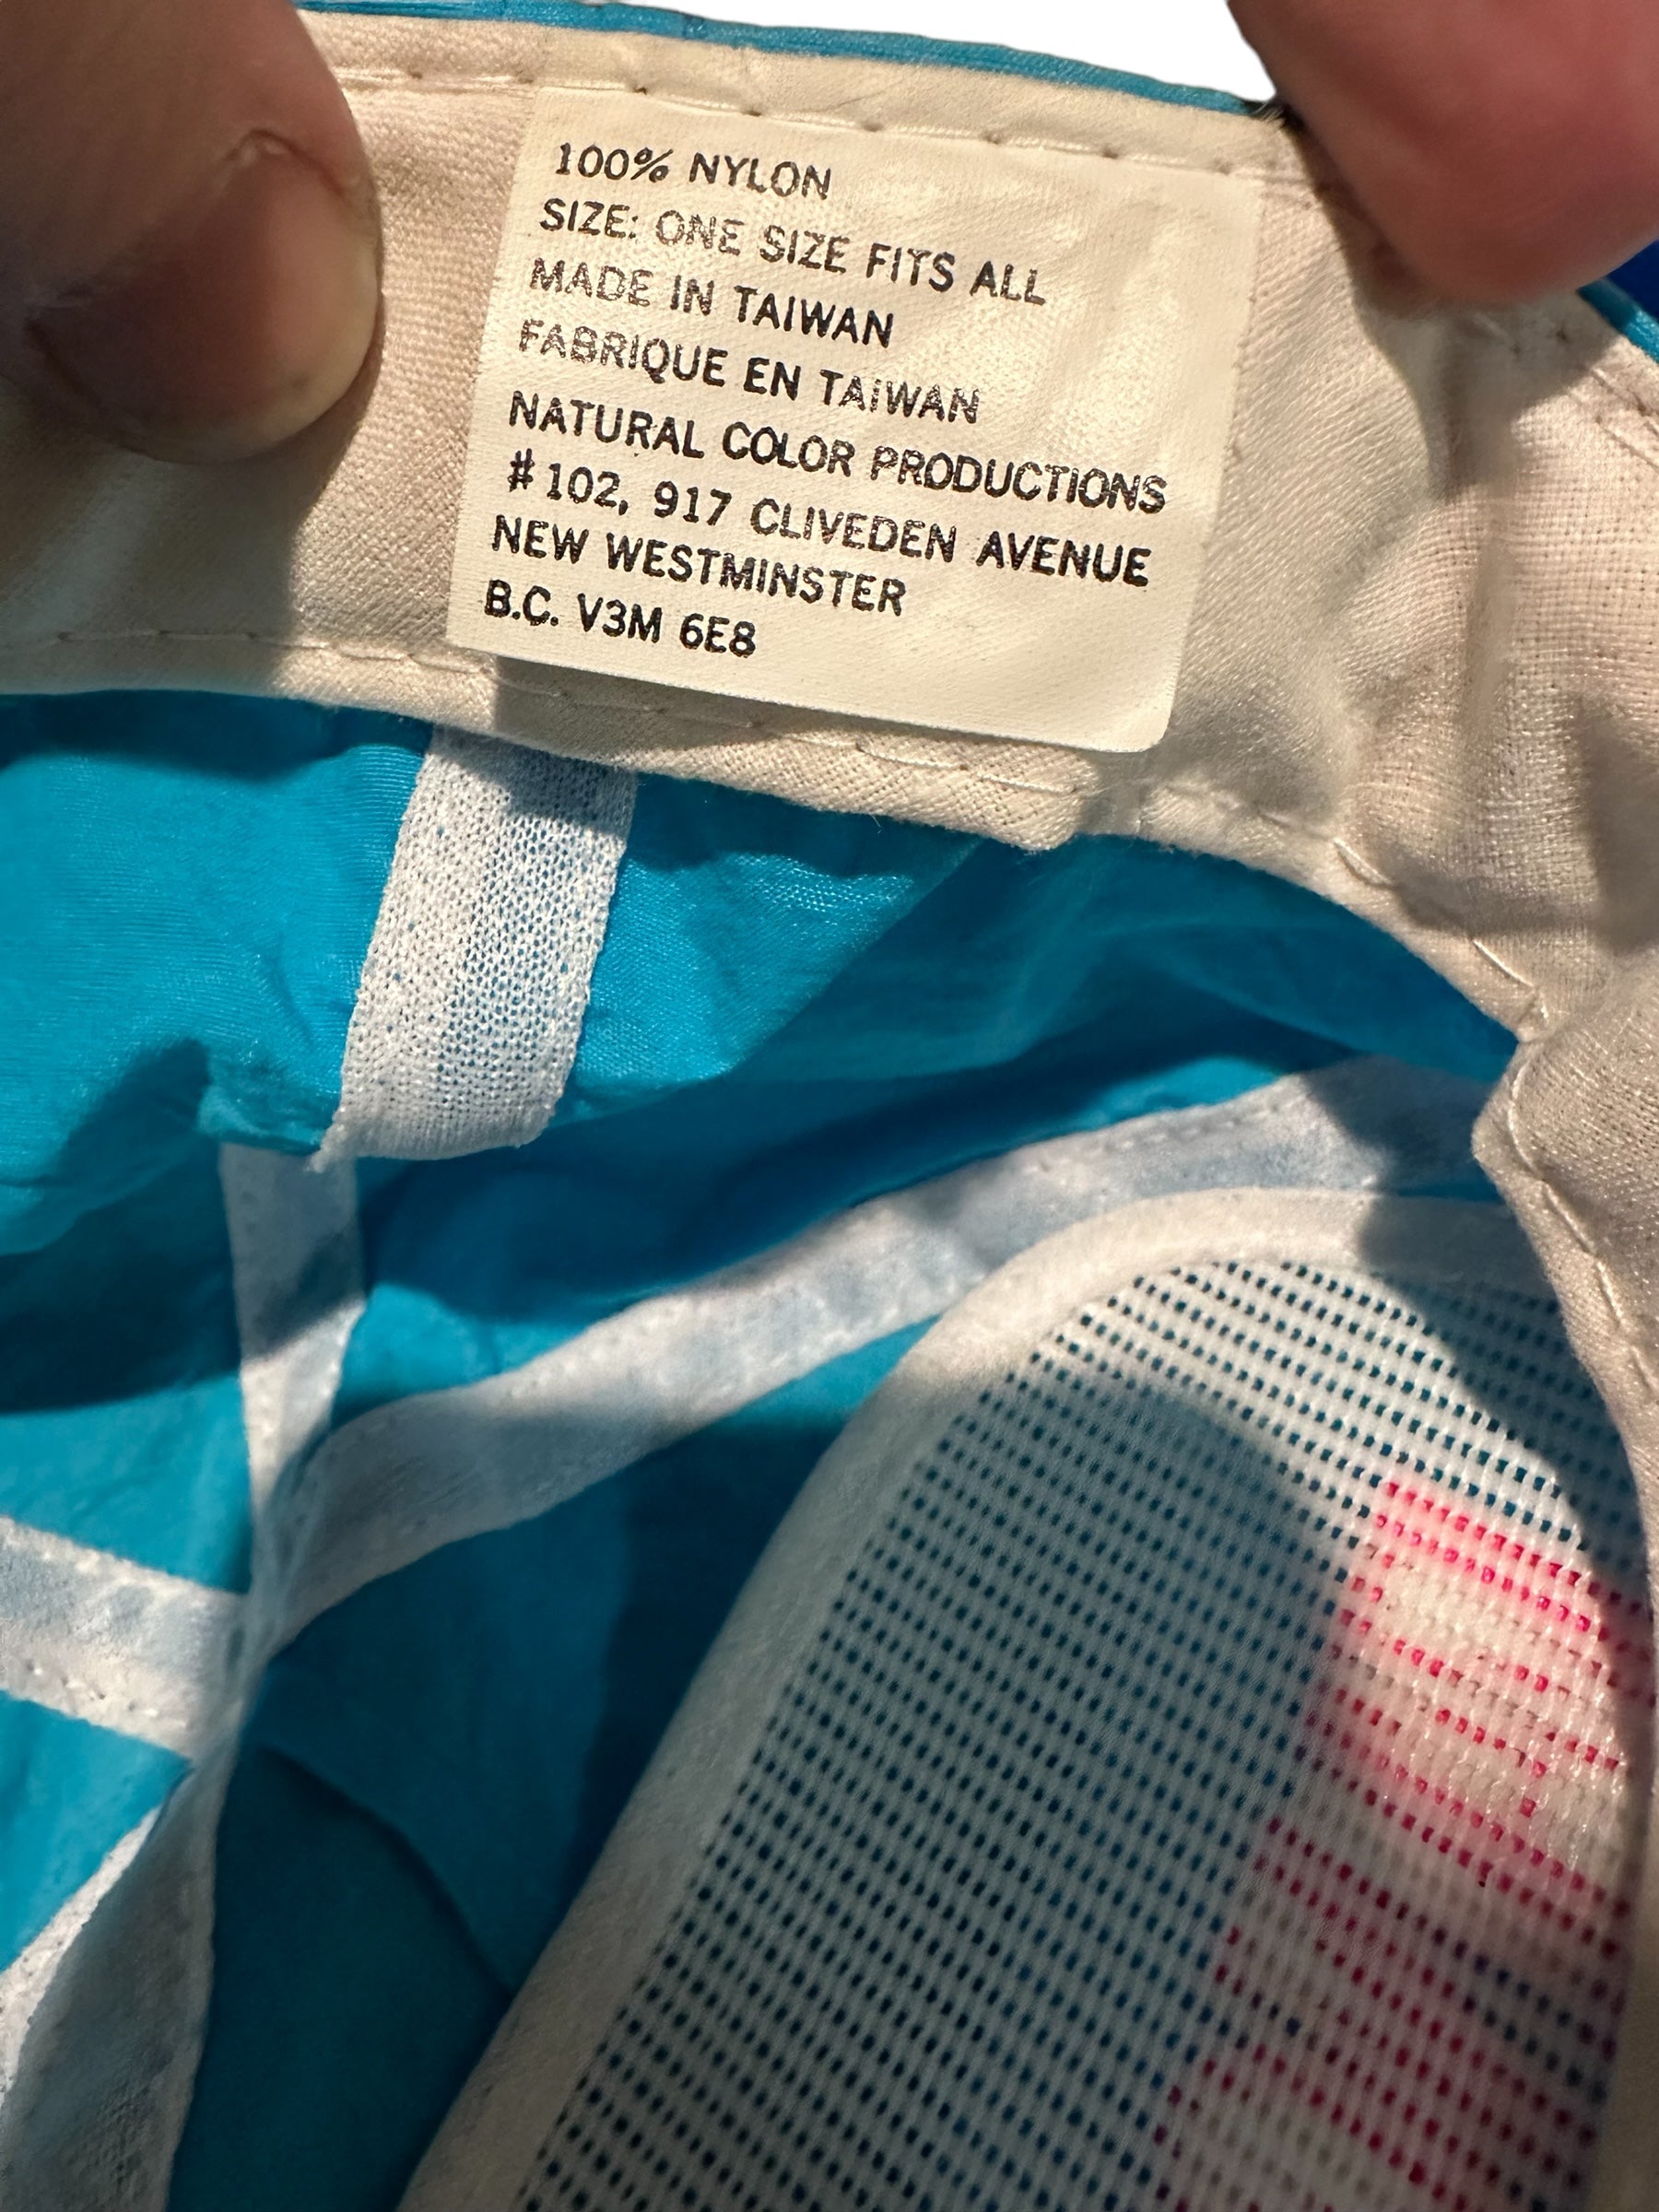 100% NYLON
SIZE: ONE SIZE FITS ALL
MADE IN TAIWAN
FABRIQUE EN TAIWAN
NATURAL COLOR PRODUCTIONS
#102, 917 CLIVEDEN AVENUE
NEW WESTMINSTER
B.C. V3M 6E8